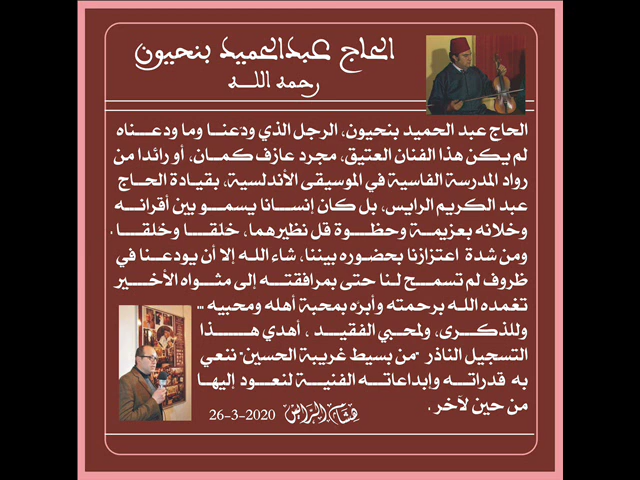 الحاج عبدالحميد بنحيون
رحمه الله
الحاج عبد الحميد بنحيون، الرجل الذي ودعنا وما ودعناه
لم يكن هذا الفنان العتيق، مجرد عازف كمان، أو رائدا من
رواد المدرسة الفاسية في الموسيقى الأندلسية، بقيادة الحاج
عبد الكريم الرايس، بل كان إنسانا يسمو بين أقرانه
وخلانه بعزيمة وحظوة قل نظيرهما، خلقا وخلقا .
ومن شدة اعتزازنا بحضوره بيننا، شاء الله إلا أن يودعنا في
ظروف لم تسمح لنا حتى بمرافقته إلى مثواه الأخير
تغمده الله برحمته وأبره بمحبة أهله ومحبيه ...
وللذكرى، ولمحبي الفقيد ، أهدي هذا
التسجيل الناذر "من بسيط غريبة الحسين" ننعي
به قدراته وإبداعاته الفنية لنعود إليها
من حين لآخر .
هشام الرايس 26-3-2020